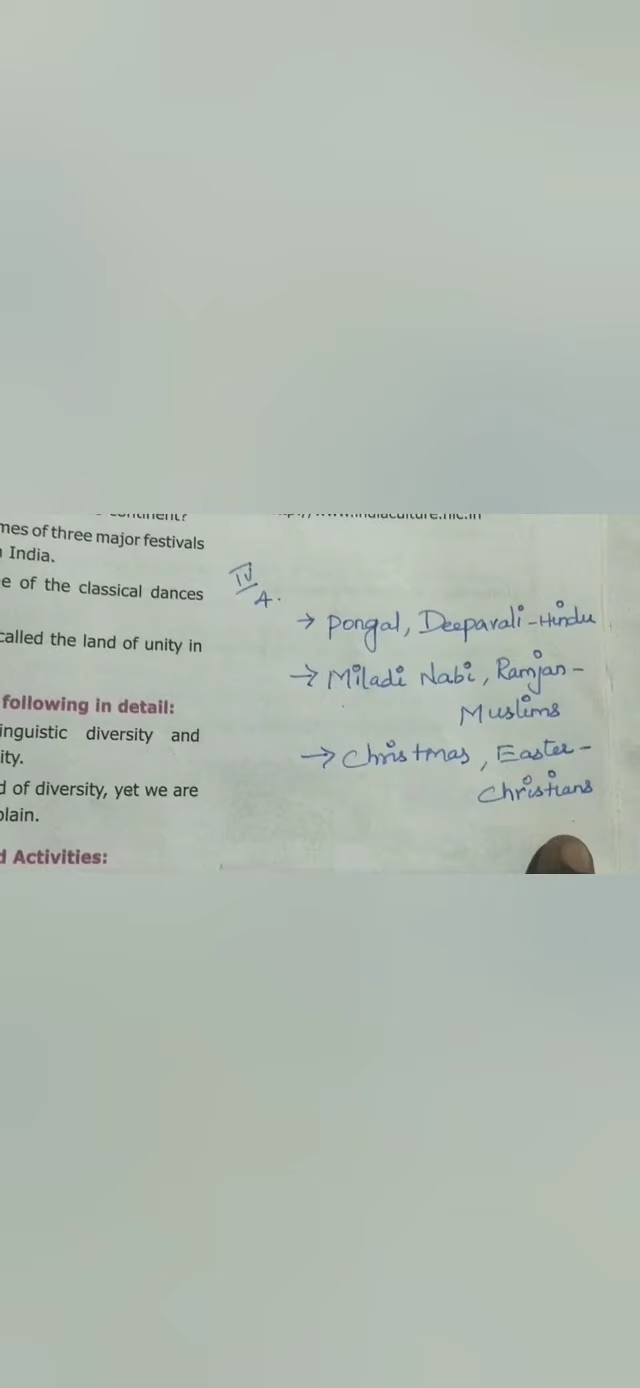 continent?
mes of three major festivals
India.
e of the classical dances
called the land of unity in
following in detail:
inguistic diversity and
ity.
d of diversity, yet we are
plain.
d Activities:
IV
4.
→ Pongal, Deepavali - Hindu
→ Miladi Nabi, Ramjan -
Muslims
→ Christmas, Easter -
Christians